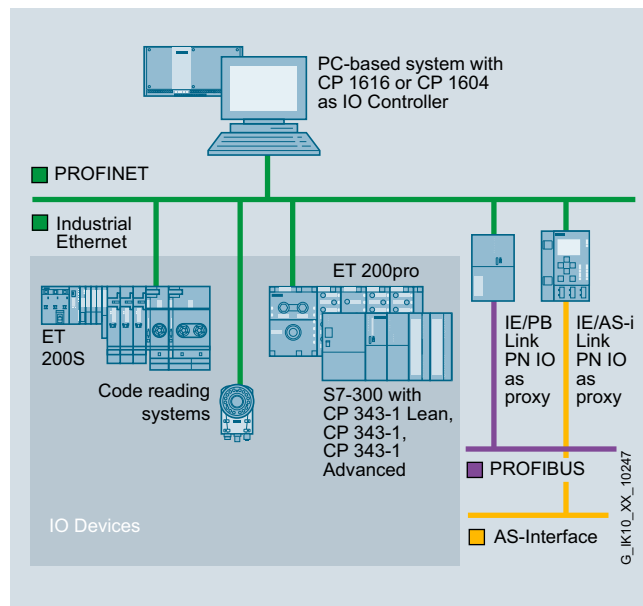 PC-based system with
CP 1616 or CP 1604
as IO Controller
PROFINET
Industrial
Ethernet
ET 200pro
ET
200S
Code reading
systems
S7-300 with
CP 343-1 Lean,
CP 343-1,
CP 343-1
Advanced
IE/PB
Link
PN IO
as
proxy
IE/AS-i
Link
PN IO
as
proxy
PROFIBUS
IO Devices
AS-Interface
G_IK10_XX_10247